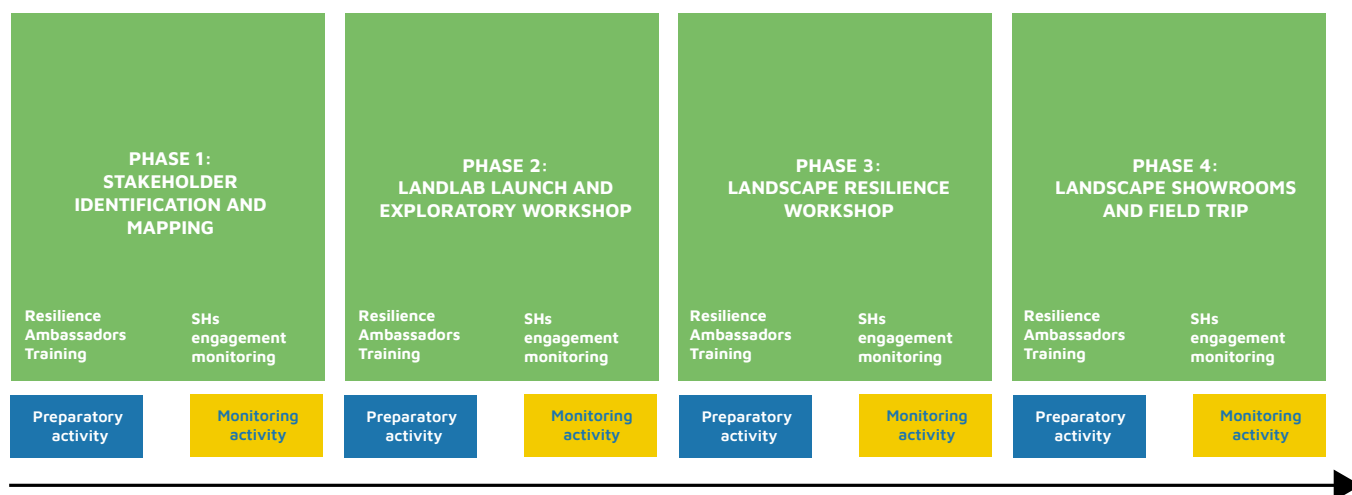 PHASE 1:
STAKEHOLDER
IDENTIFICATION AND
MAPPING
Resilience
Ambassadors
Training
SHs
engagement
monitoring
Preparatory
activity
Monitoring
activity
PHASE 2:
LANDLAB LAUNCH AND
EXPLORATORY WORKSHOP
Resilience
Ambassadors
Training
SHs
engagement
monitoring
Preparatory
activity
Monitoring
activity
PHASE 3:
LANDSCAPE RESILIENCE
WORKSHOP
Resilience
Ambassadors
Training
SHs
engagement
monitoring
Preparatory
activity
Monitoring
activity
PHASE 4:
LANDSCAPE SHOWROOMS
AND FIELD TRIP
Resilience
Ambassadors
Training
SHs
engagement
monitoring
Preparatory
activity
Monitoring
activity